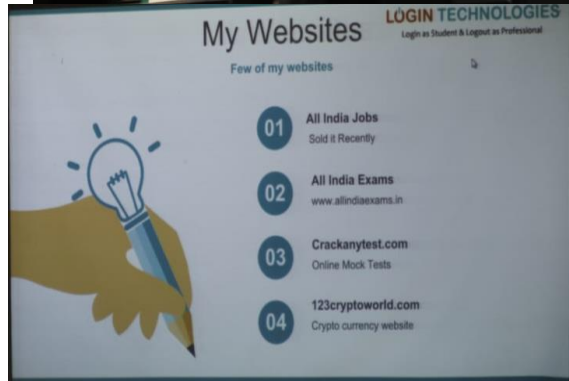 My Websites
LOGIN TECHNOLOGIES
Login as Student & Logout as Professional
Few of my websites
01
All India Jobs
Sold it Recently
02
All India Exams
www.allindiaexams.in
03
Crackanytest.com
Online Mock Tests
04
123cryptoworld.com
Crypto currency website